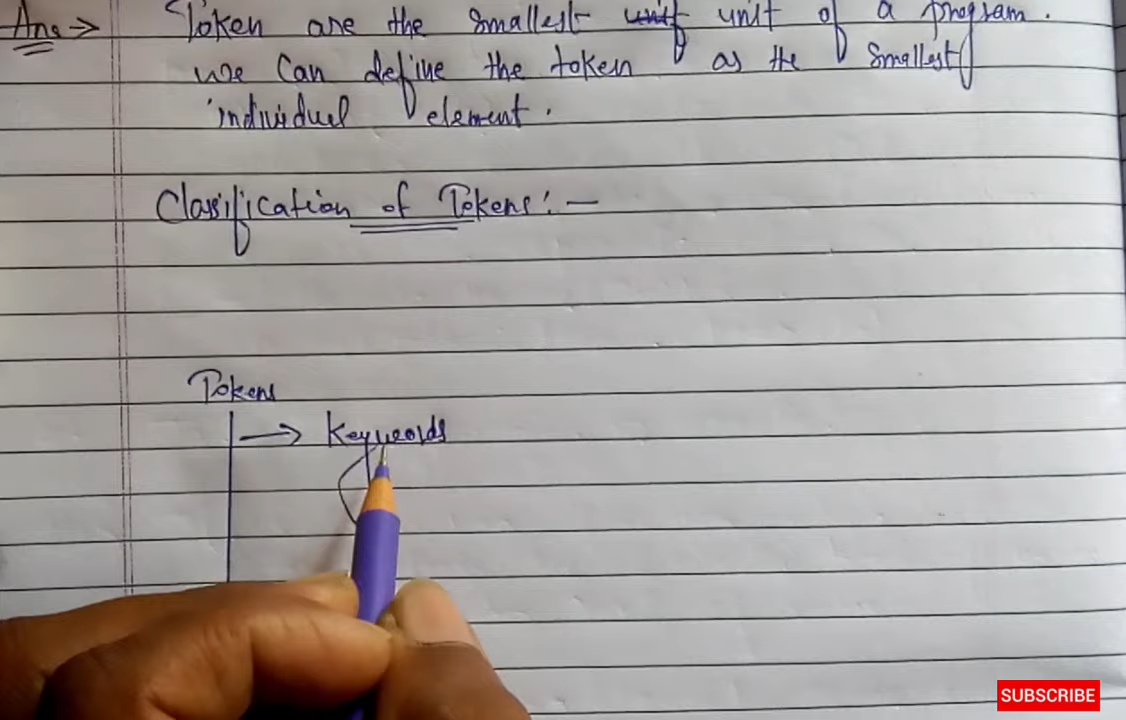 Ans → Token are the smallest unit unit of a program.
we can define the token as the smallest
individuel element.
Classification of Tokens:-
Tokens
→ Keywords
SUBSCRIBE